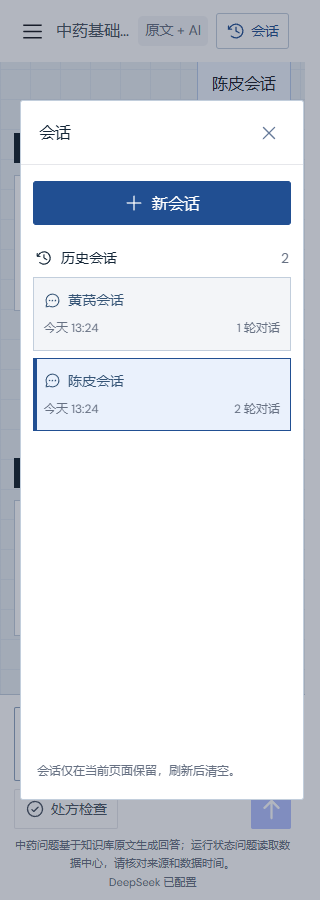 中药基础...
原文 + AI
会话
陈皮会话
会话
新会话
历史会话
2
黄芪会话
今天 13:24
1 轮对话
陈皮会话
今天 13:24
2 轮对话
会话仅在当前页面保留，刷新后清空。
处方检查
中药问题基于知识库原文生成回答；运行状态问题读取数
据中心，请核对来源和数据时间。
DeepSeek 已配置